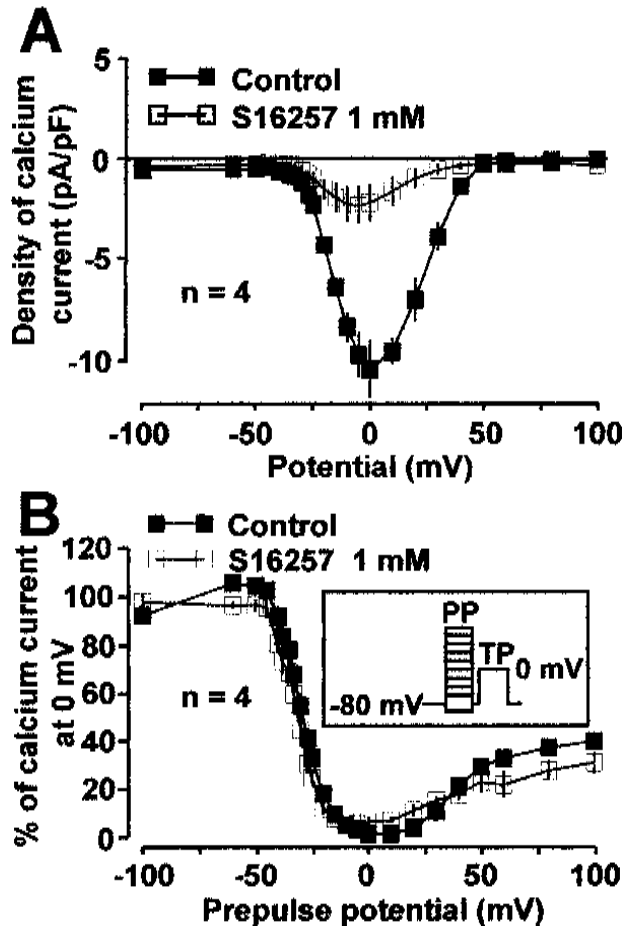 A
Control
S16257 1 mM
5
0
-5
-10
Density of calcium
current (pA/pF)
n = 4
-100 -50 0 50 100
Potential (mV)
B
Control
S16257 1 mM
120
100
80
60
40
20
0
% of calcium current
at 0 mV
n = 4
PP
TP
0 mV
-80 mV
-100 -50 0 50 100
Prepulse potential (mV)